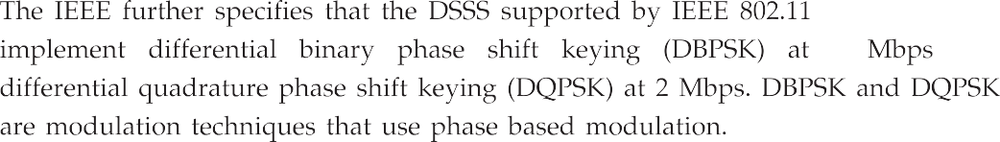 The IEEE further specifies that the DSSS supported by IEEE 802.11
implement differential binary phase shift keying (DBPSK) at Mbps
differential quadrature phase shift keying (DQPSK) at 2 Mbps. DBPSK and DQPSK
are modulation techniques that use phase based modulation.